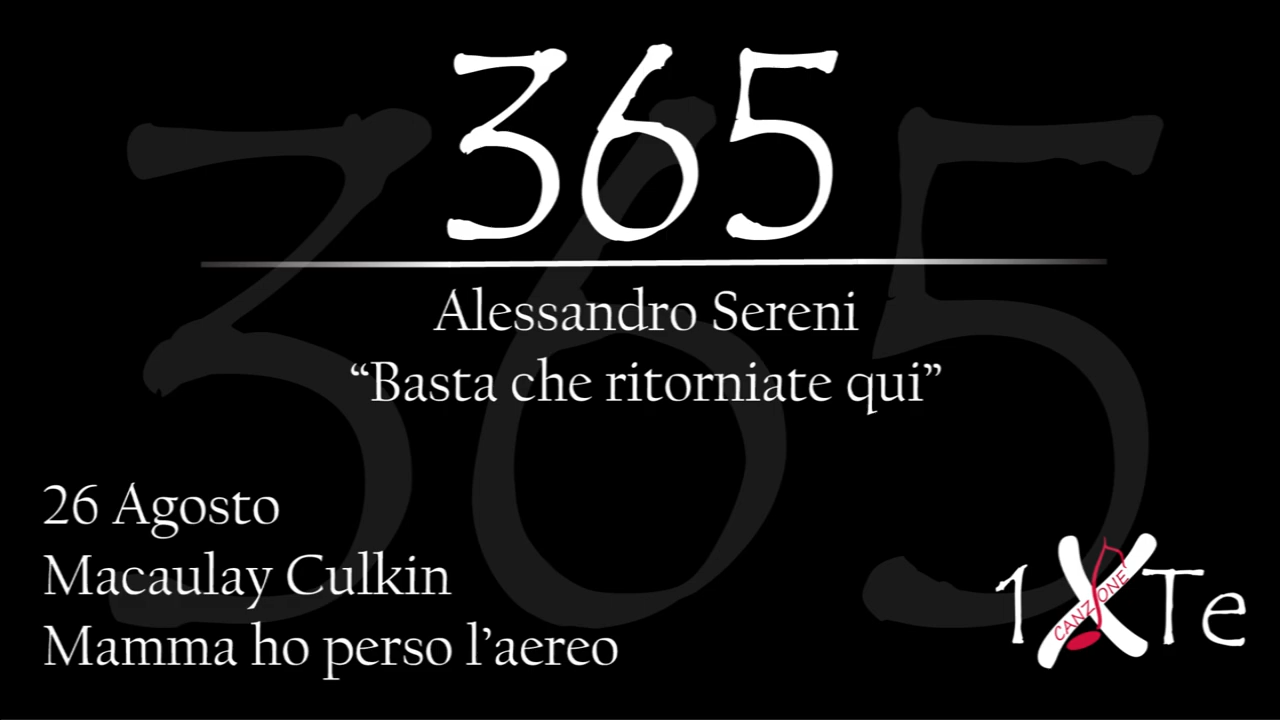 365
Alessandro Sereni
“Basta che ritorniate qui”
26 Agosto
Macaulay Culkin
Mamma ho perso l’aereo
1XTe
CANZONE